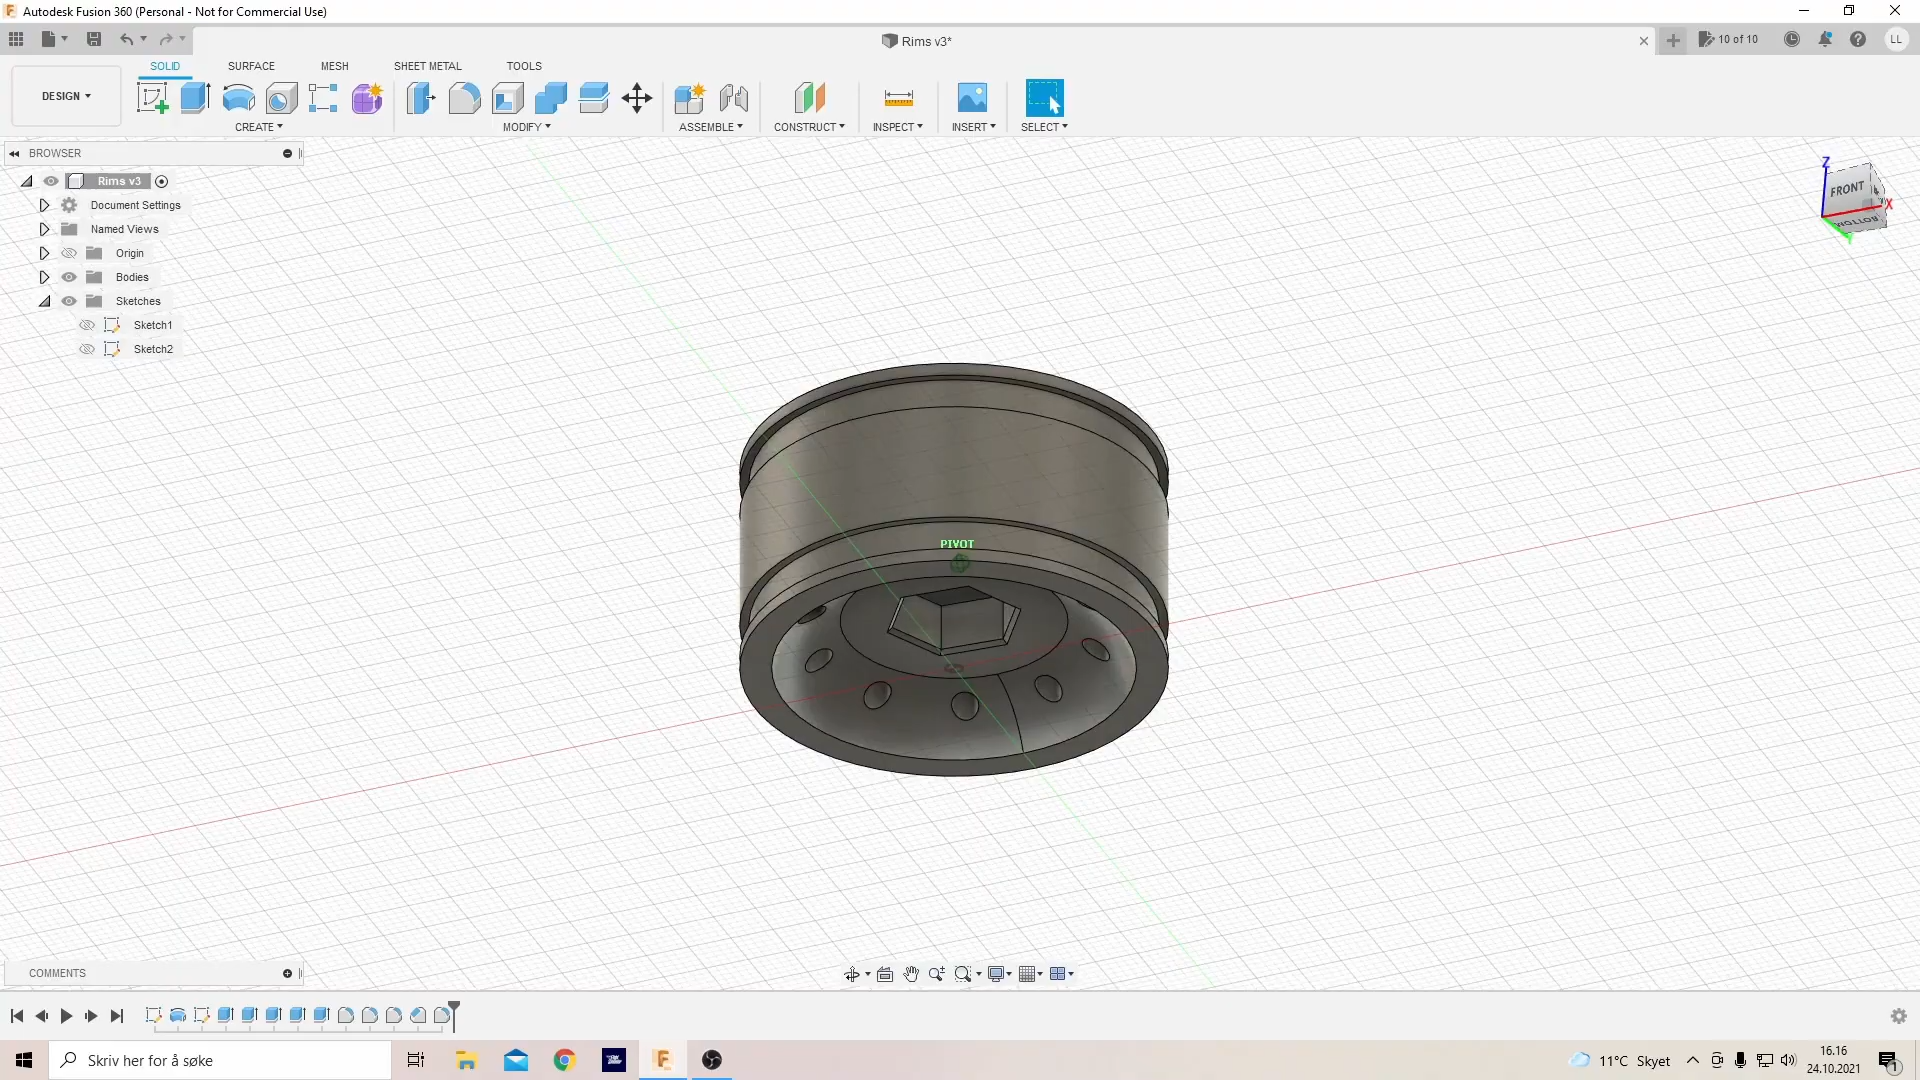 Autodesk Fusion 360 (Personal - Not for Commercial Use)
Rims v3*
10 of 10
LL
SOLID SURFACE MESH SHEET METAL TOOLS
DESIGN
CREATE MODIFY ASSEMBLE CONSTRUCT INSPECT INSERT SELECT
BROWSER
Rims v3
Document Settings
Named Views
Origin
Bodies
Sketches
Sketch1
Sketch2
Z
FRONT
X
BOTTOM
Y
PIVOT
COMMENTS
Skriv her for å søke
11°C Skyet
16.16
24.10.2021
1